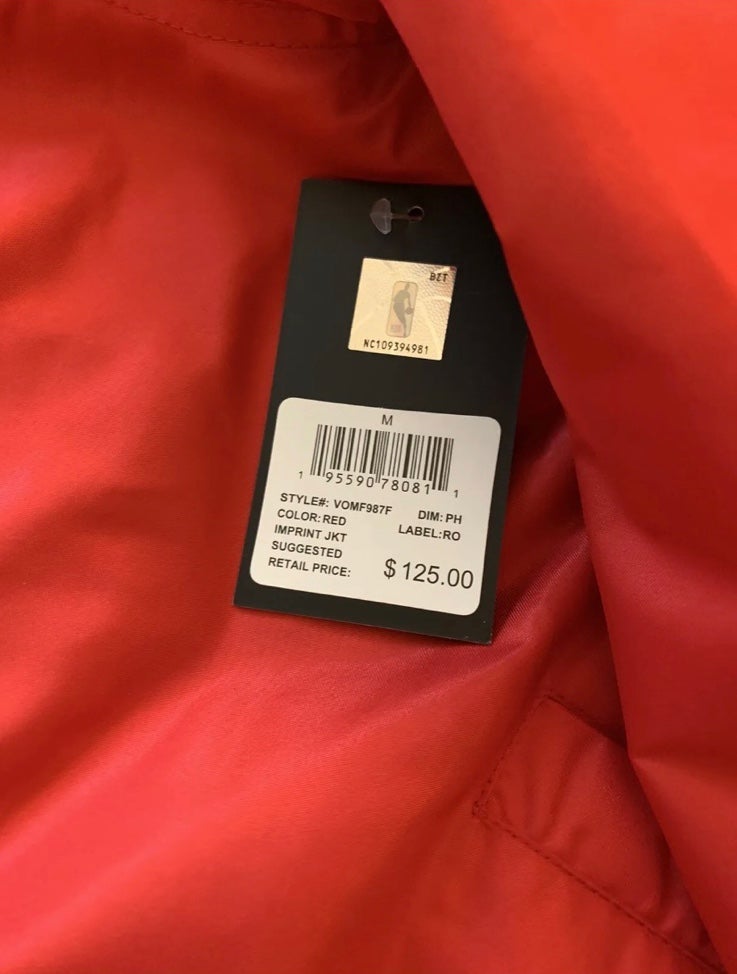 BZT
NC109394981
M
1 95590 78081 1
STYLE#: VOMF987F DIM: PH
COLOR: RED LABEL:RO
IMPRINT JKT
SUGGESTED
RETAIL PRICE: $125.00